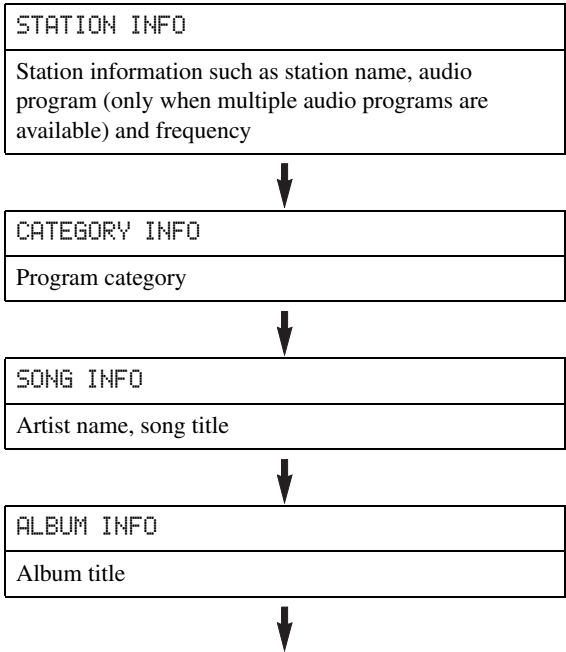 STATION INFO
Station information such as station name, audio
program (only when multiple audio programs are
available) and frequency
CATEGORY INFO
Program category
SONG INFO
Artist name, song title
ALBUM INFO
Album title